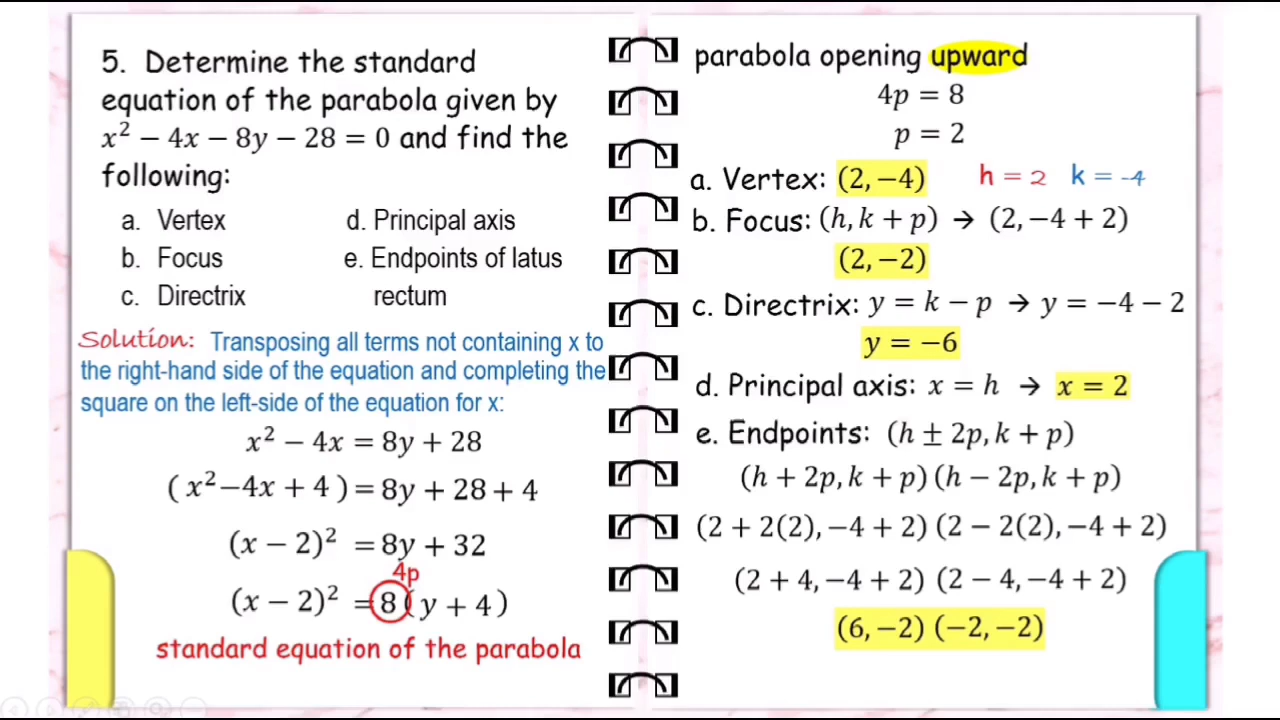 5. Determine the standard
equation of the parabola given by
x² − 4x − 8y − 28 = 0 and find the
following:
a. Vertex
b. Focus
c. Directrix
d. Principal axis
e. Endpoints of latus
rectum
Solution: Transposing all terms not containing x to
the right-hand side of the equation and completing the
square on the left-side of the equation for x:
x² − 4x = 8y + 28
( x² −4x + 4 ) = 8y + 28 + 4
(x − 2)² = 8y + 32
4p
(x − 2)² = 8( y + 4 )
standard equation of the parabola
parabola opening upward
4p = 8
p = 2
a. Vertex: (2, −4) h = 2 k = -4
b. Focus: (h, k + p) → (2, −4 + 2)
(2, −2)
c. Directrix: y = k − p → y = −4 − 2
y = −6
d. Principal axis: x = h → x = 2
e. Endpoints: (h ± 2p, k + p)
(h + 2p, k + p) (h − 2p, k + p)
(2 + 2(2), −4 + 2) (2 − 2(2), −4 + 2)
(2 + 4, −4 + 2) (2 − 4, −4 + 2)
(6, −2) (−2, −2)